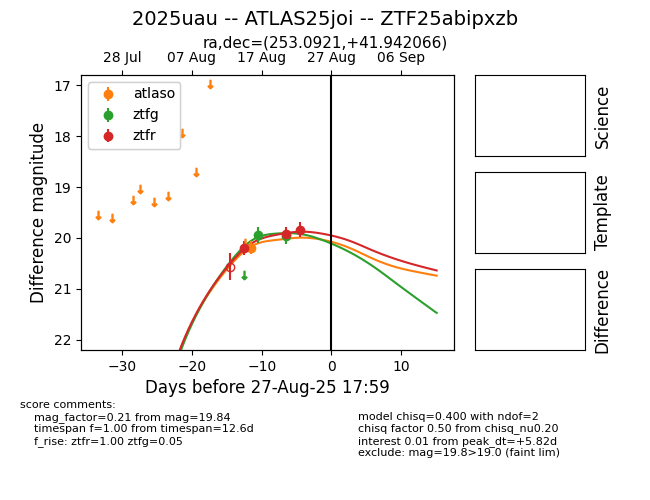 2025uau -- ATLAS25joi -- ZTF25abipxzb
ra,dec=(253.0921,+41.942066)
28 Jul 07 Aug 17 Aug 27 Aug 06 Sep
atlaso
ztfg
ztfr
17
18
19
20
21
22
Difference magnitude
−30 −20 −10 0 10
Days before 27-Aug-25 17:59
Science
Template
Difference
score comments:
mag_factor=0.21 from mag=19.84
timespan f=1.00 from timespan=12.6d
f_rise: ztfr=1.00 ztfg=0.05
model chisq=0.400 with ndof=2
chisq factor 0.50 from chisq_nu0.20
interest 0.01 from peak_dt=+5.82d
exclude: mag=19.8>19.0 (faint lim)